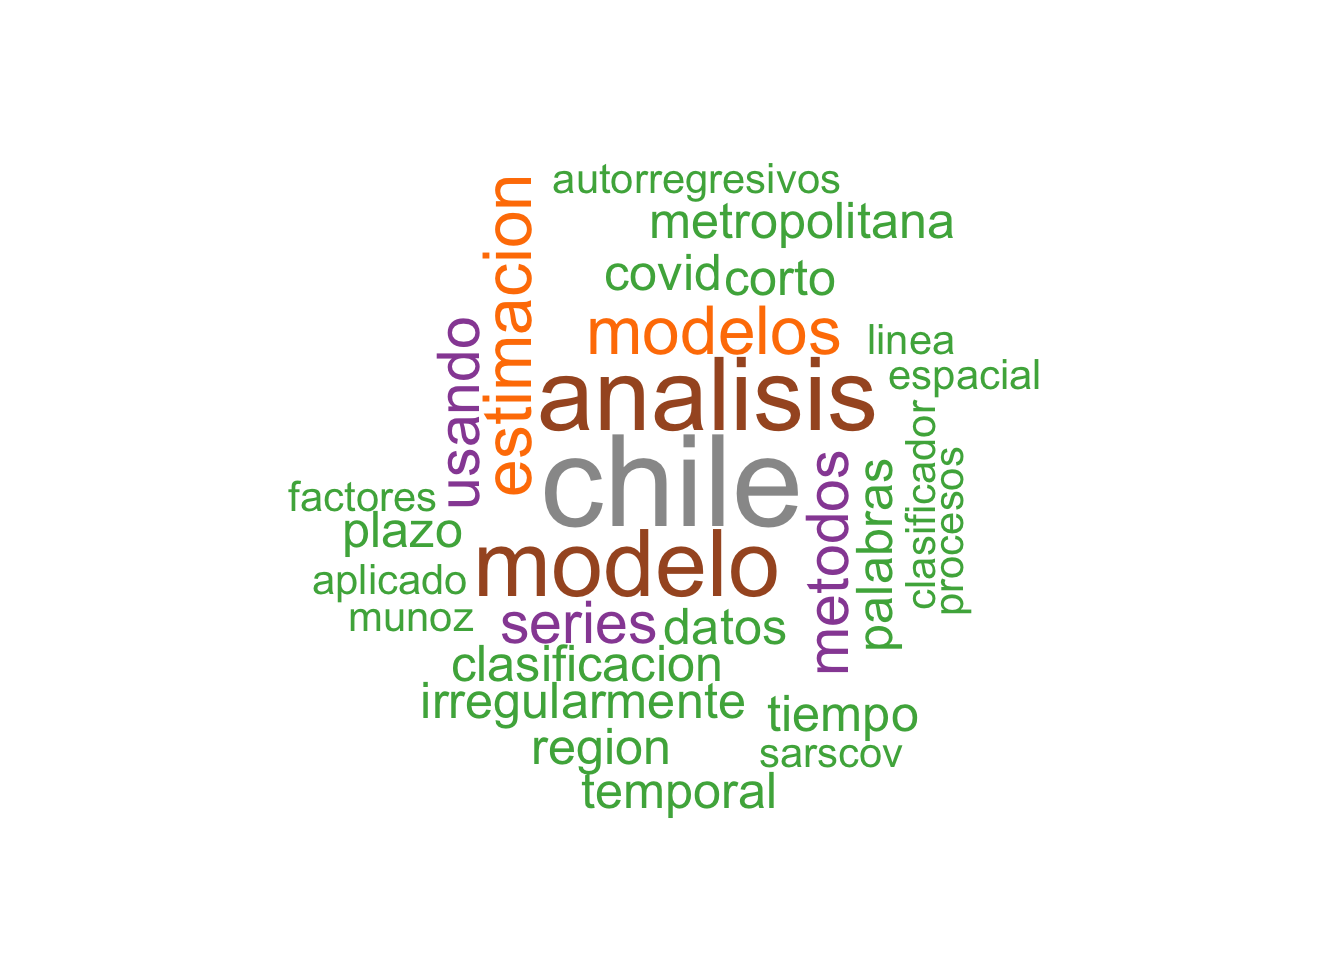 autorregresivos
metropolitana
covid
corto
estimacion
modelos
usando
linea
analisis
espacial
chile
metodos
palabras
clasificador
procesos
factores
plazo
modelo
aplicado
munoz
series
datos
clasificacion
irregularmente
tiempo
region
sarscov
temporal